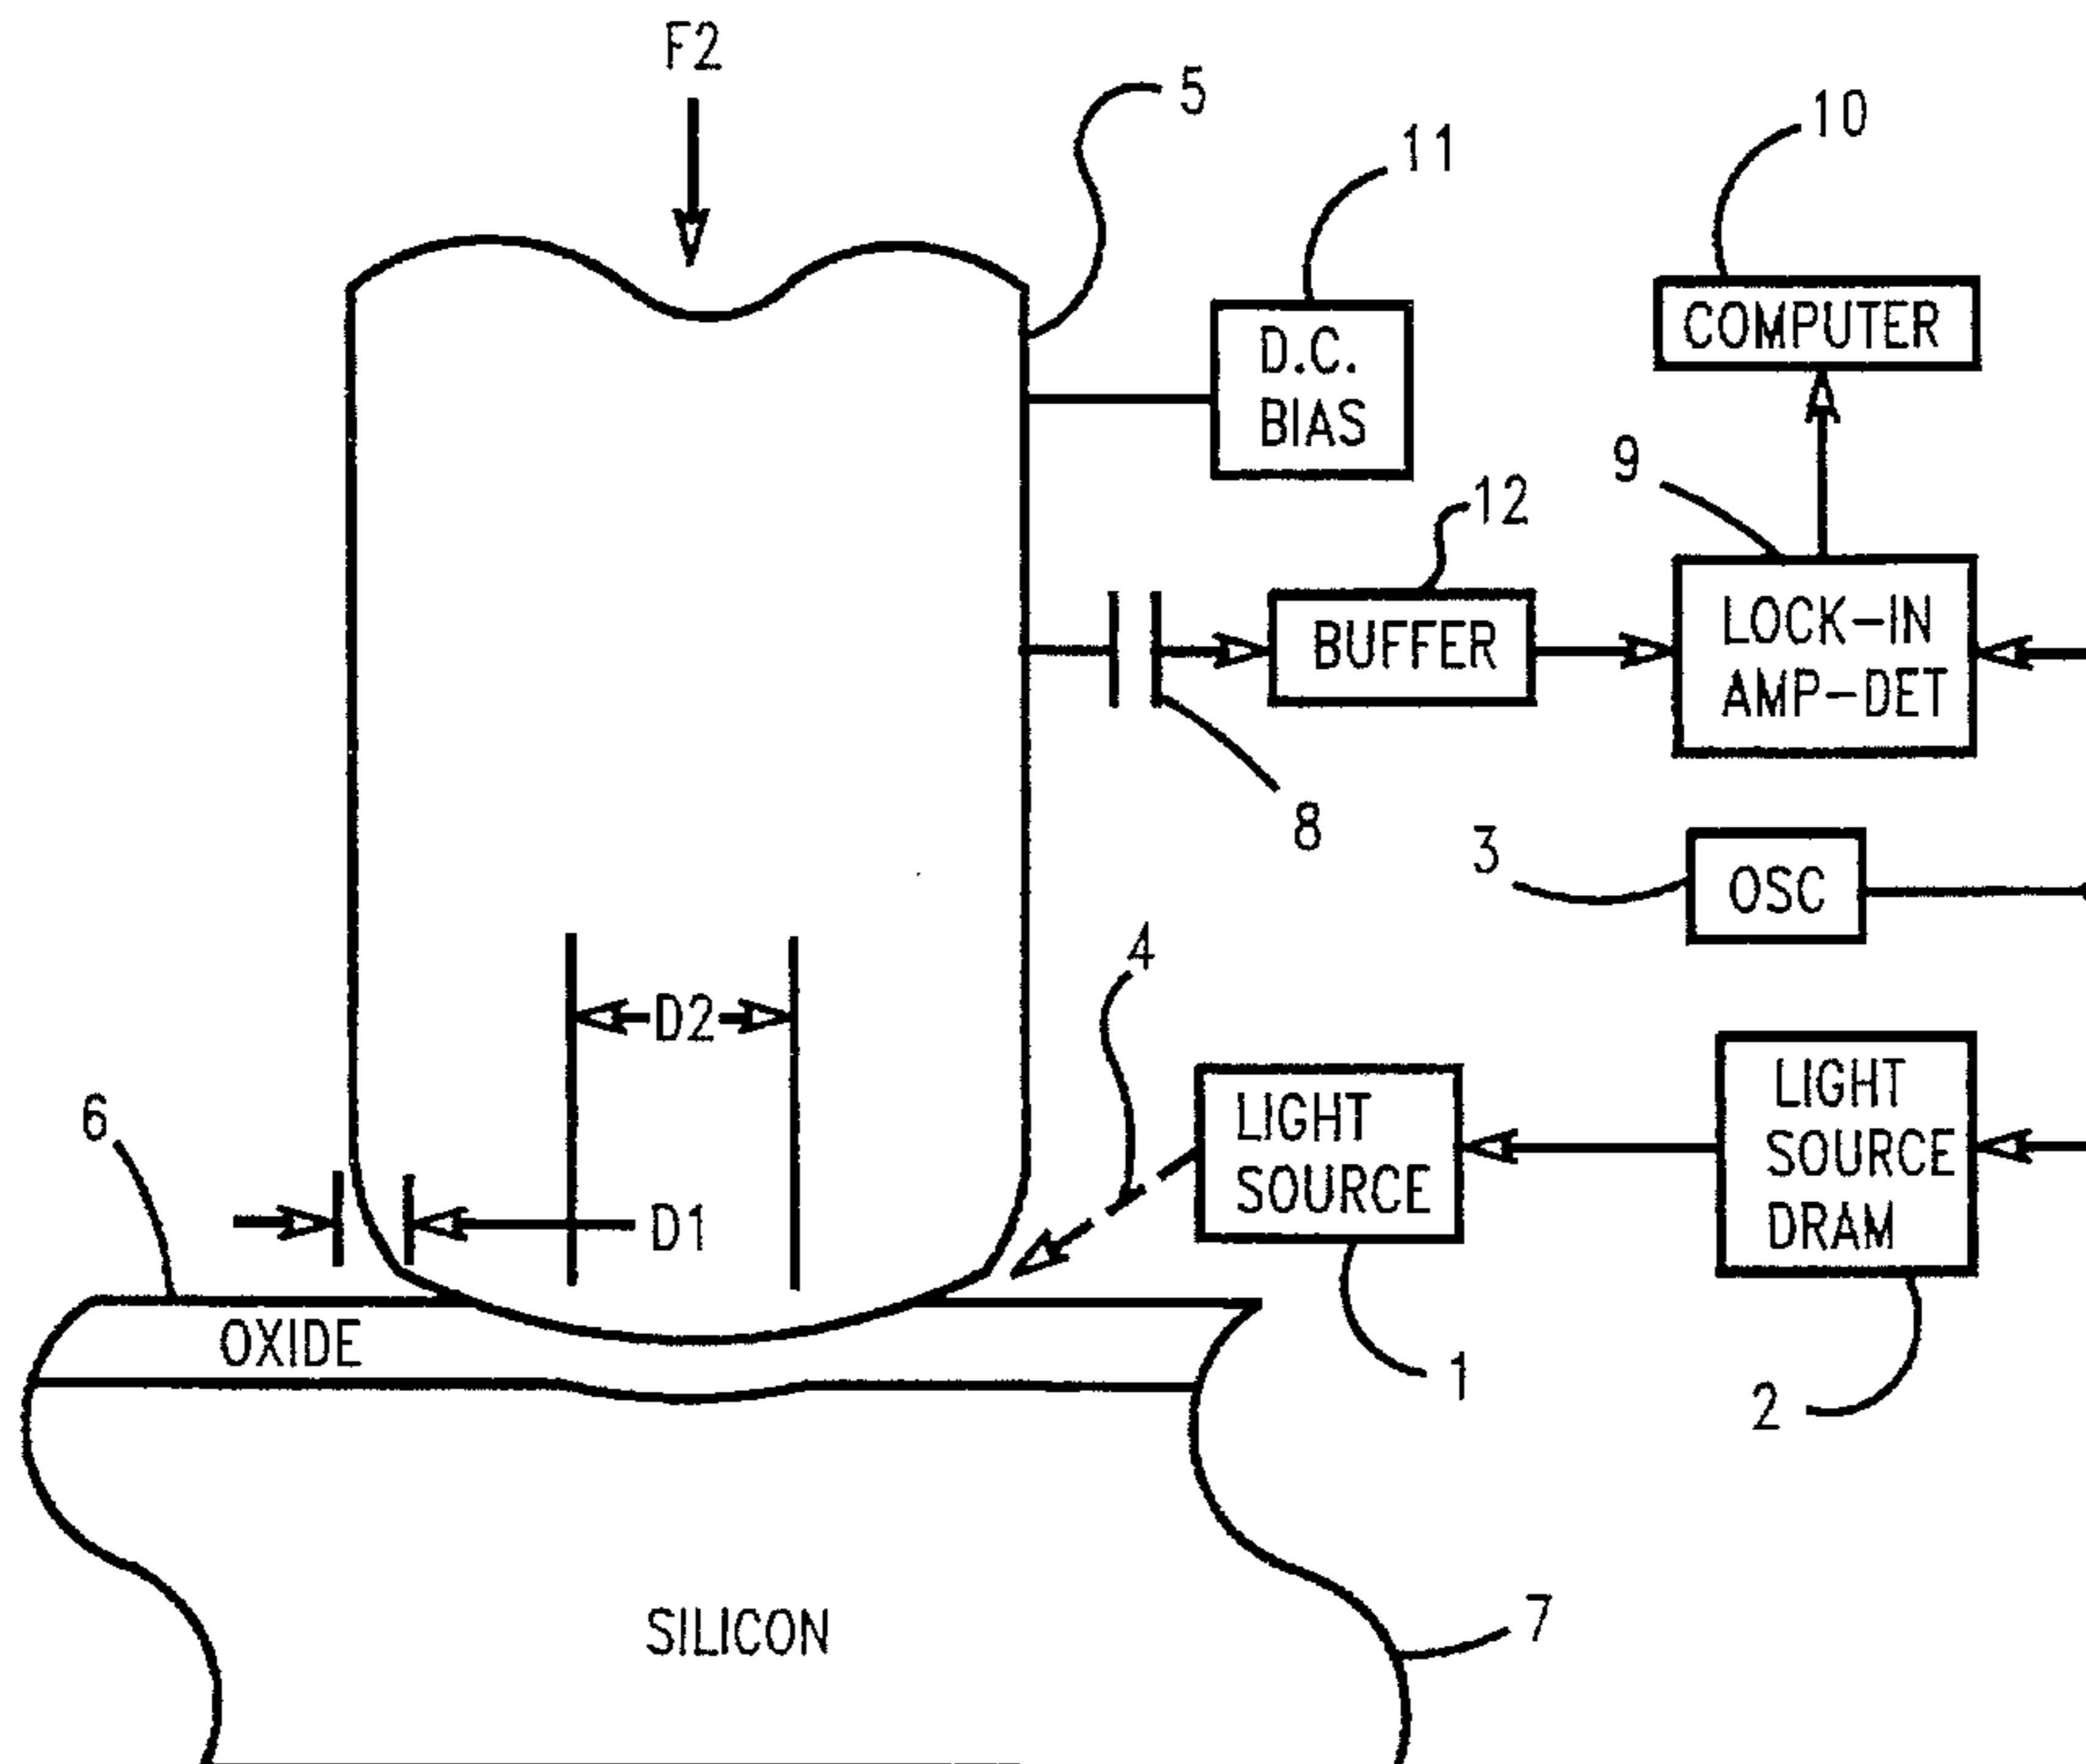 F2
5
11
10
COMPUTER
D.C.
BIAS
9
12
LOCK-IN
AMP-DET
BUFFER
8
3
OSC
4
D2
LIGHT
SOURCE
DRAM
LIGHT
SOURCE
6
D1
OXIDE
1
2
SILICON
7